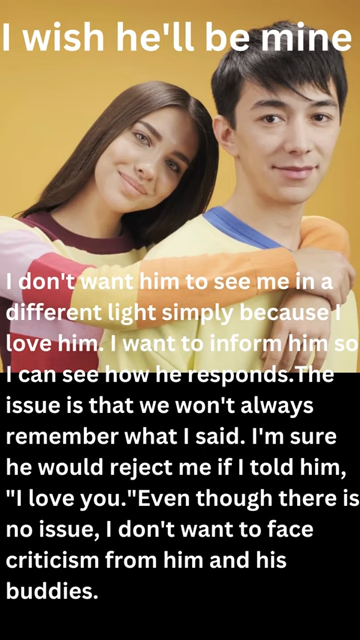 I wish he'll be mine
I don't want him to see me in a
different light simply because I
love him. I want to inform him so
I can see how he responds.The
issue is that we won't always
remember what I said. I'm sure
he would reject me if I told him,
"I love you."Even though there is
no issue, I don't want to face
criticism from him and his
buddies.